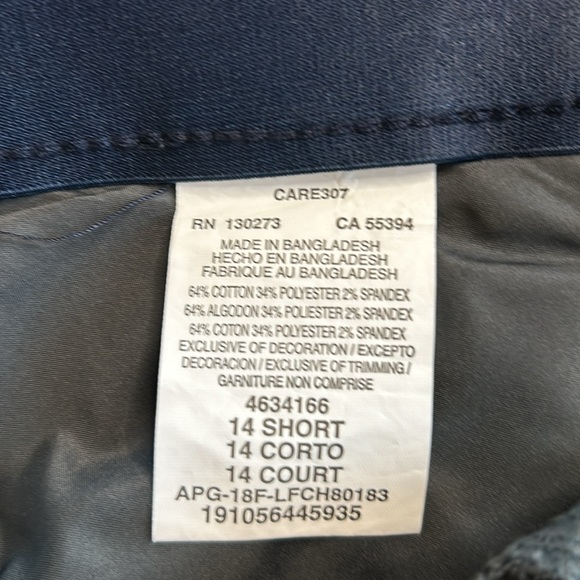 CARE307
RN 130273 CA 55394
MADE IN BANGLADESH
HECHO EN BANGLADESH
FABRIQUE AU BANGLADESH
64% COTTON 34% POLYESTER 2% SPANDEX
64% ALGODON 34% POLIESTER 2% SPANDEX
64% COTON 34% POLYESTER 2% SPANDEX
EXCLUSIVE OF DECORATION / EXCEPTO
DECORACION / EXCLUSIVE OF TRIMMING /
GARNITURE NON COMPRISE
4634166
14 SHORT
14 CORTO
14 COURT
APG-18F-LFCH80183
191056445935